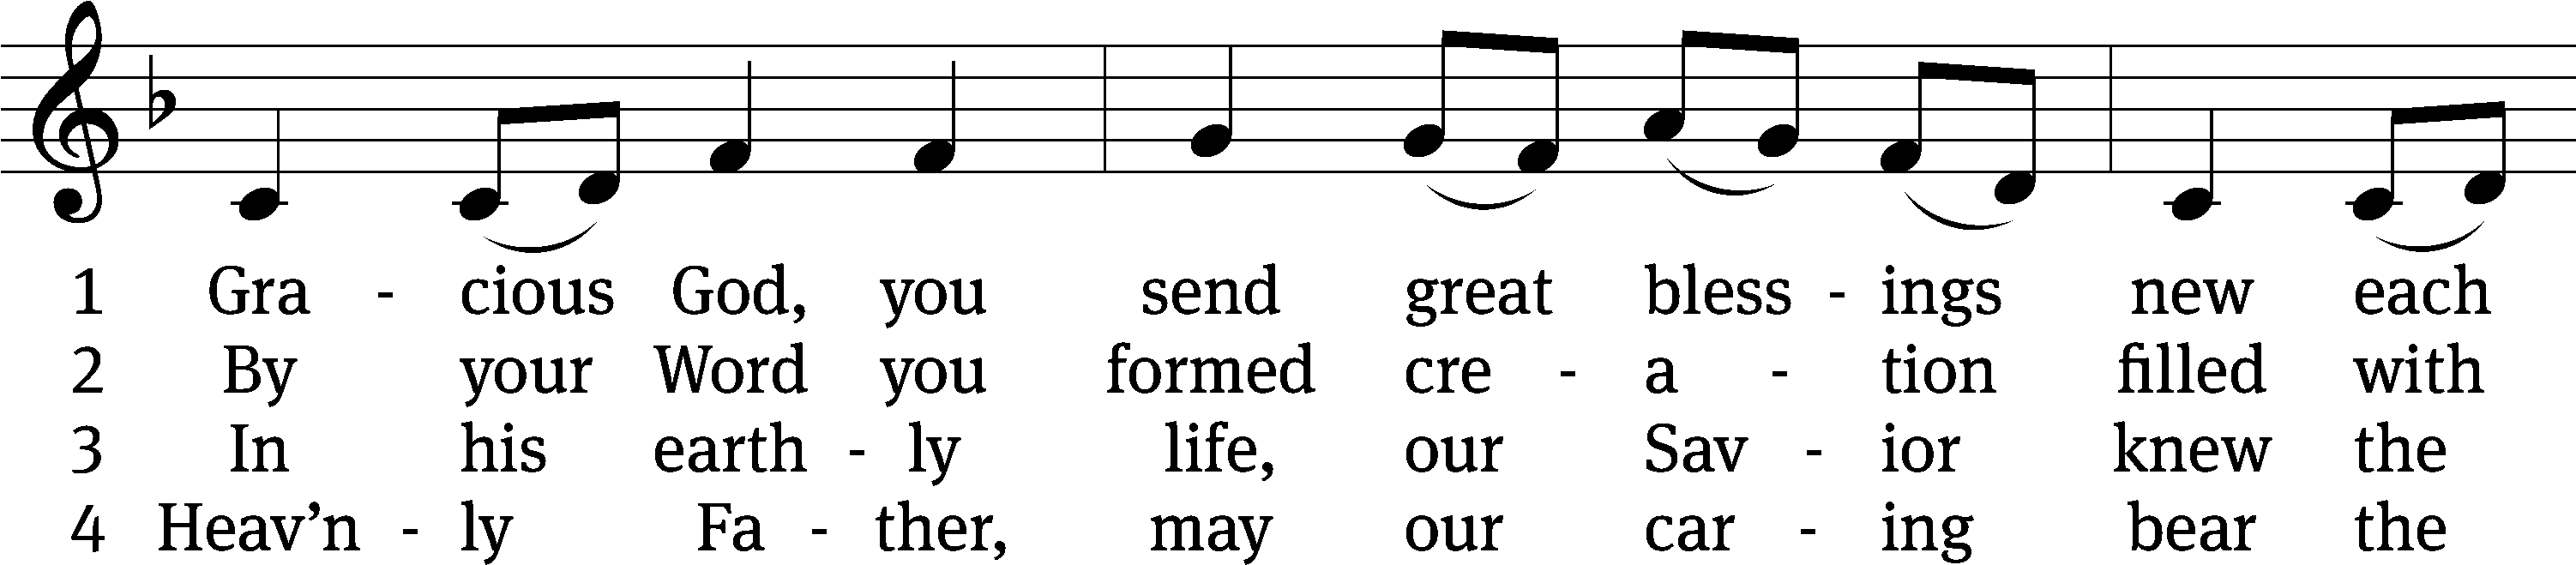 1 Gra - cious God, you send great bless - ings new each
2 By your Word you formed cre - a - tion filled with
3 In his earth - ly life, our Sav - ior knew the
4 Heav’n - ly Fa - ther, may our car - ing bear the